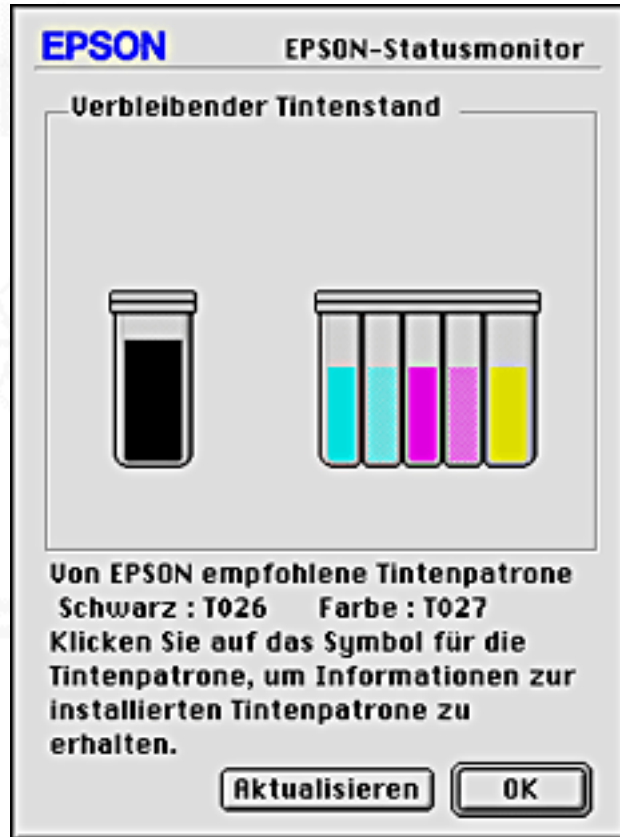 EPSON EPSON-Statusmonitor
Verbleibender Tintenstand
Von EPSON empfohlene Tintenpatrone
Schwarz : T026 Farbe : T027
Klicken Sie auf das Symbol für die
Tintenpatrone, um Informationen zur
installierten Tintenpatrone zu
erhalten.
Aktualisieren OK